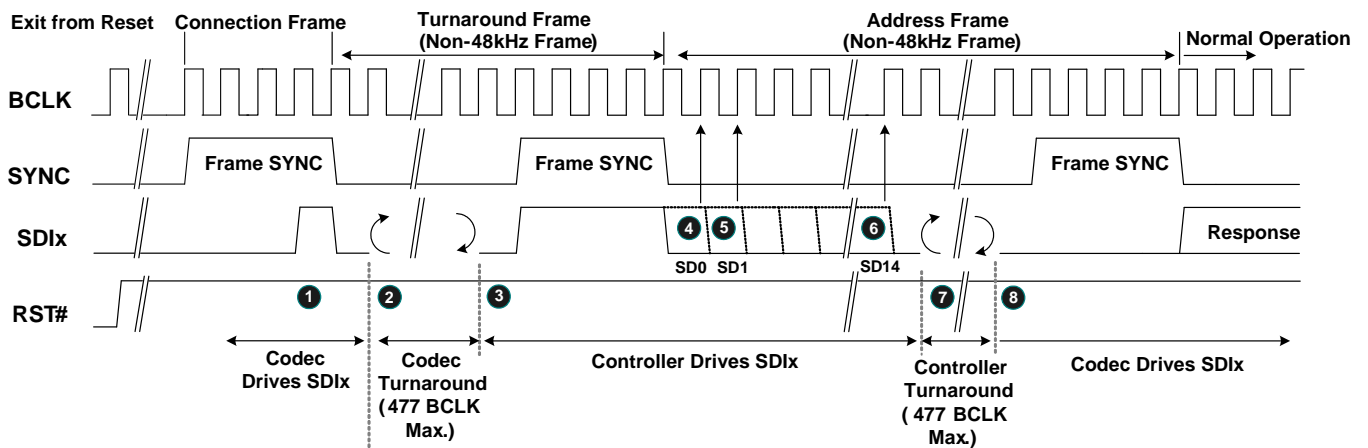 Exit from Reset
Connection Frame
Turnaround Frame
(Non-48kHz Frame)
Address Frame
(Non-48kHz Frame)
Normal Operation
BCLK
SYNC
Frame SYNC
Frame SYNC
Frame SYNC
SDIx
4
5
6
Response
SD0
SD1
SD14
RST#
1
2
3
7
8
Codec
Drives SDIx
Codec
Turnaround
( 477 BCLK
Max.)
Controller Drives SDIx
Controller
Turnaround
( 477 BCLK
Max.)
Codec Drives SDIx